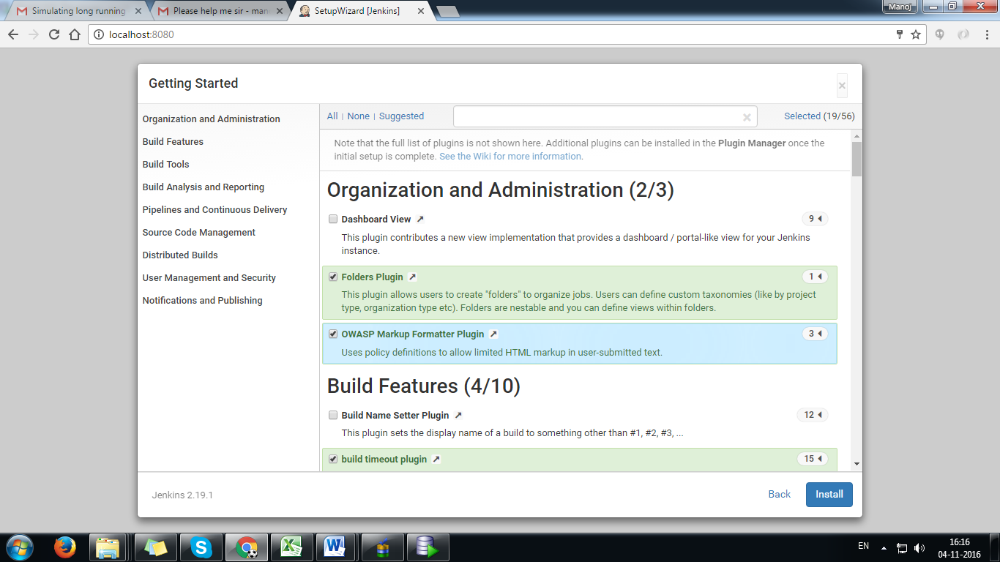 Simulating long running
Please help me sir - man
SetupWizard [Jenkins]
Manoj
localhost:8080
Getting Started
Organization and Administration
Build Features
Build Tools
Build Analysis and Reporting
Pipelines and Continuous Delivery
Source Code Management
Distributed Builds
User Management and Security
Notifications and Publishing
All | None | Suggested
Selected (19/56)
Note that the full list of plugins is not shown here. Additional plugins can be installed in the Plugin Manager once the
initial setup is complete. See the Wiki for more information.
Organization and Administration (2/3)
Dashboard View 9
This plugin contributes a new view implementation that provides a dashboard / portal-like view for your Jenkins
instance.
Folders Plugin 1
This plugin allows users to create "folders" to organize jobs. Users can define custom taxonomies (like by project
type, organization type etc). Folders are nestable and you can define views within folders.
OWASP Markup Formatter Plugin 3
Uses policy definitions to allow limited HTML markup in user-submitted text.
Build Features (4/10)
Build Name Setter Plugin 12
This plugin sets the display name of a build to something other than #1, #2, #3, ...
build timeout plugin 15
Jenkins 2.19.1
Back
Install
EN
16:16
04-11-2016